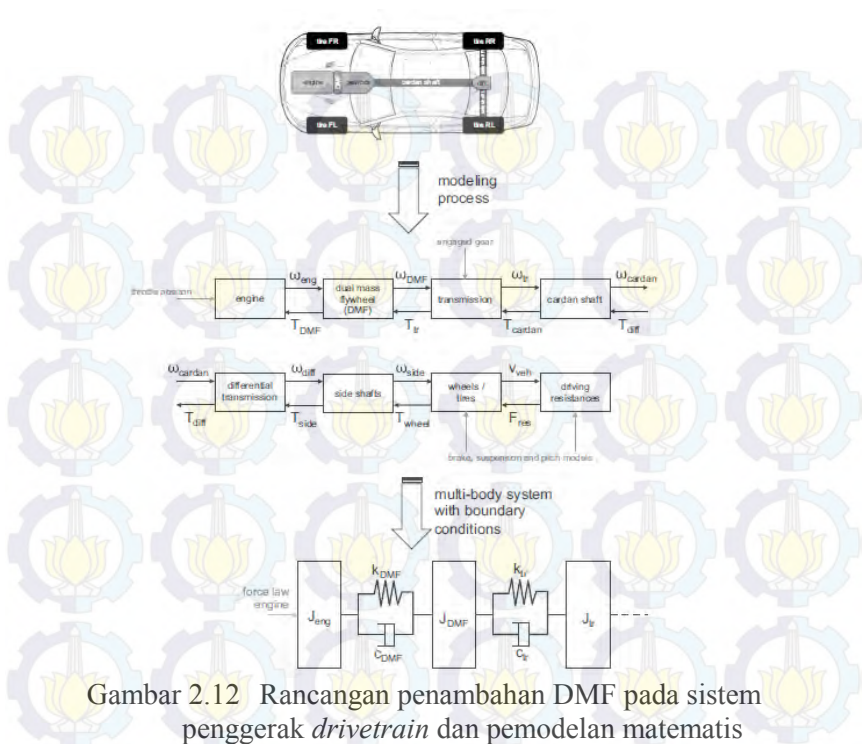 tire FR
tire RR
engine
cardan shaft
tire FL
tire RL
modeling
process
engaged gear
ω_eng
ω_DMF
ω_tr
ω_cardan
throttle position
engine
dual mass
flywheel
(DMF)
transmission
cardan shaft
T_DMF
T_tr
T_cardan
T_diff
ω_cardan
ω_diff
ω_side
v_veh
differential
transmission
side shafts
wheels /
tires
driving
resistances
T_diff
T_side
T_wheel
F_res
brake, suspension and pitch models
multi-body system
with boundary
conditions
k_DMF
k_tr
force law
engine
J_eng
J_DMF
J_tr
c_DMF
c_tr
Gambar 2.12 Rancangan penambahan DMF pada sistem
penggerak drivetrain dan pemodelan matematis